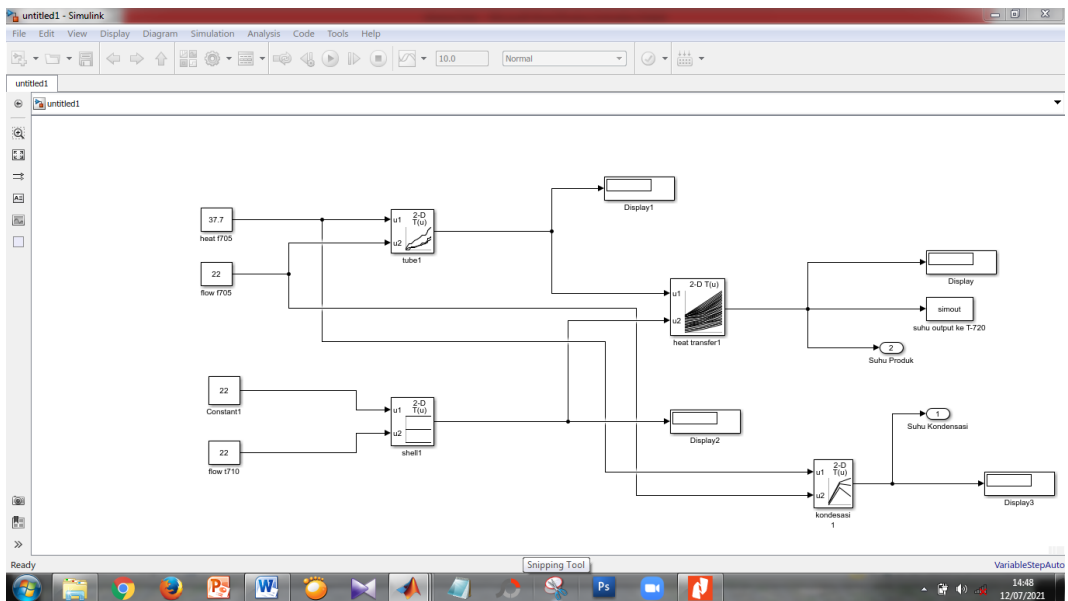 untitled1 - Simulink
File Edit View Display Diagram Simulation Analysis Code Tools Help
10.0
Normal
untitled1
untitled1
37.7
heat f705
22
flow f705
u1
u2
2-D
T(u)
tube1
Display1
u1
u2
2-D T(u)
heat transfer1
Display
simout
suhu output ke T-720
2
Suhu Produk
22
Constant1
22
flow t710
u1
u2
2-D
T(u)
shell1
Display2
1
Suhu Kondensasi
u1
u2
2-D
T(u)
kondesasi
1
Display3
Ready
Snipping Tool
VariableStepAuto
Ps
14:48
12/07/2021